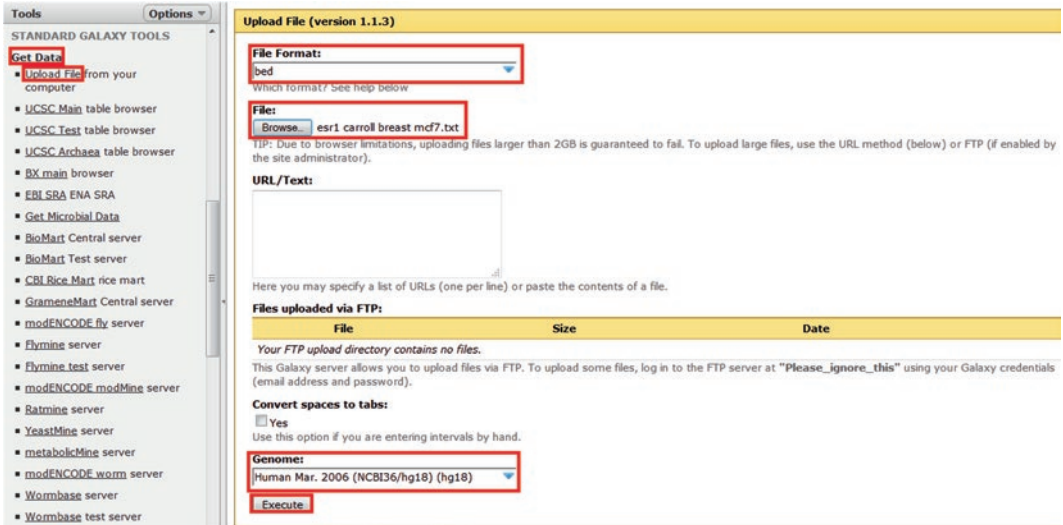 Tools
Options
STANDARD GALAXY TOOLS
Get Data
Upload File from your
computer
UCSC Main table browser
UCSC Test table browser
UCSC Archaea table browser
BX main browser
EBI SRA ENA SRA
Get Microbial Data
BioMart Central server
BioMart Test server
CBI Rice Mart rice mart
GrameneMart Central server
modENCODE fly server
Flymine server
Flymine test server
modENCODE modMine server
Ratmine server
YeastMine server
metabolicMine server
modENCODE worm server
Wormbase server
Wormbase test server
Upload File (version 1.1.3)
File Format:
bed
Which format? See help below
File:
Browse... esr1 carroll breast mcf7.txt
TIP: Due to browser limitations, uploading files larger than 2GB is guaranteed to fail. To upload large files, use the URL method (below) or FTP (if enabled by
the site administrator).
URL/Text:
Here you may specify a list of URLs (one per line) or paste the contents of a file.
Files uploaded via FTP:
File Size Date
Your FTP upload directory contains no files.
This Galaxy server allows you to upload files via FTP. To upload some files, log in to the FTP server at "Please_ignore_this" using your Galaxy credentials
(email address and password).
Convert spaces to tabs:
Yes
Use this option if you are entering intervals by hand.
Genome:
Human Mar. 2006 (NCBI36/hg18) (hg18)
Execute